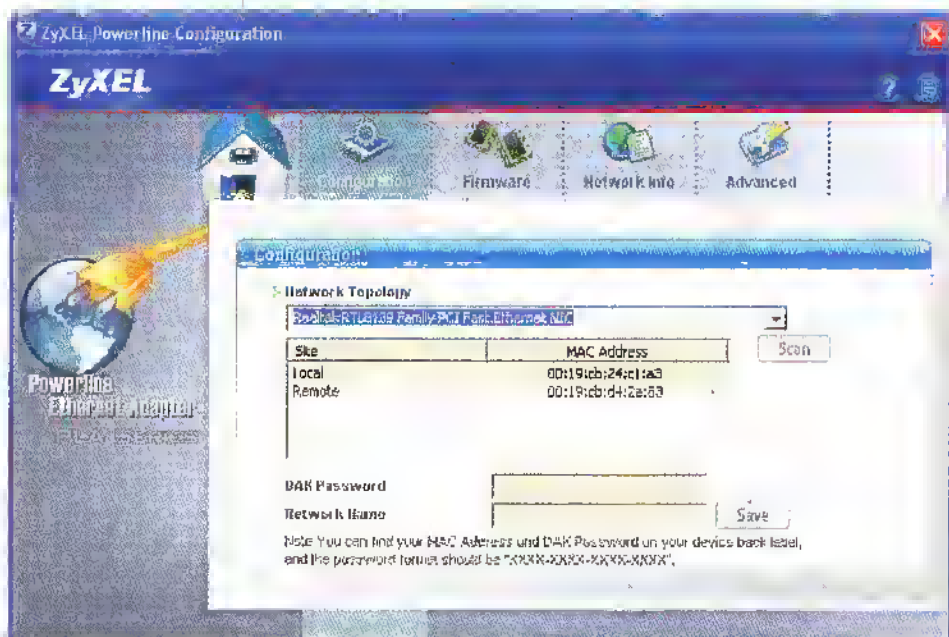 ZyXEL Powerline Configuration
ZyXEL
Configuration
Firmware
Network Info
Advanced
Configuration
Network Topology
Realtek RTL8139 Family PCI Fast Ethernet NIC
Site MAC Address
Scan
Local 00:19:cb:24:c1:a3
Remote 00:19:cb:d4:2e:83
Powerline
Ethernet Adapter
DAK Password
Network Name
Save
Note You can find your MAC Address and DAK Password on your device back label,
and the password format should be "XXXX-XXXX-XXXX-XXXX".